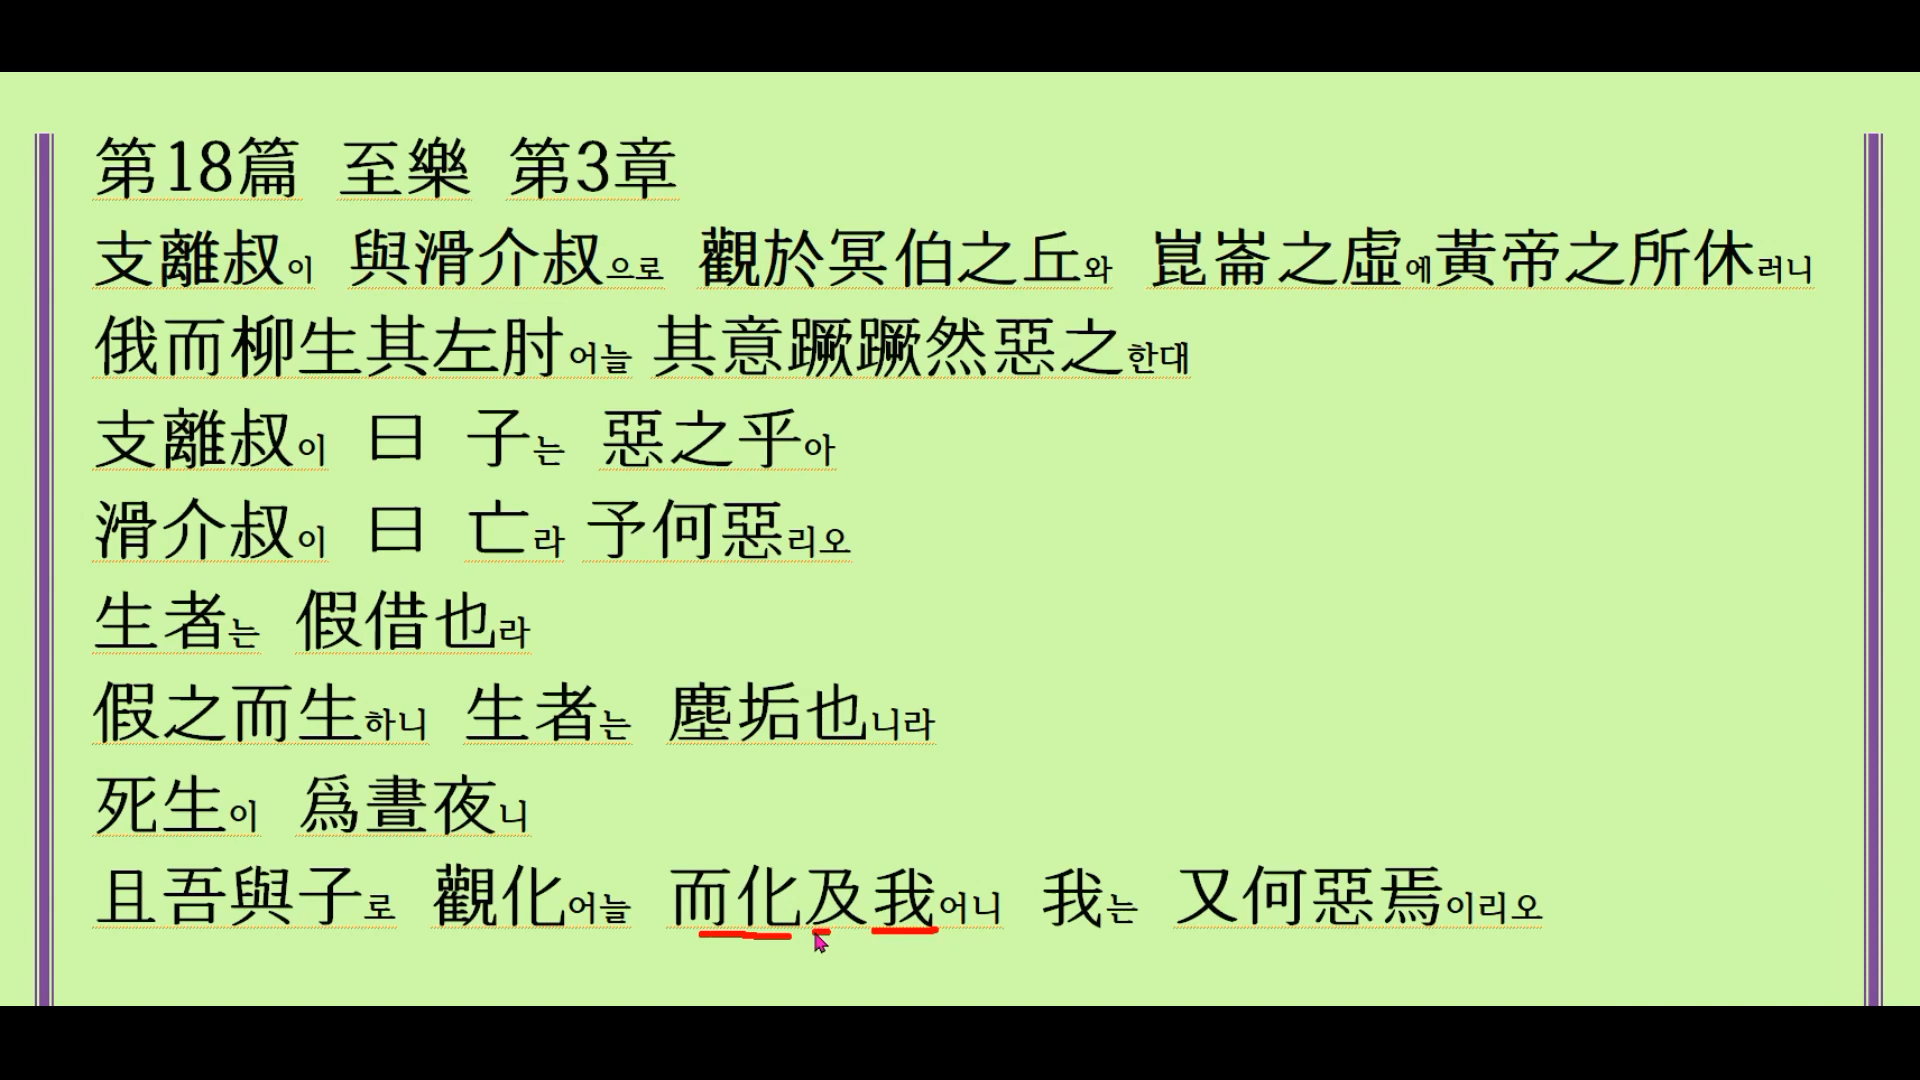 第18篇 至樂 第3章
支離叔이 與滑介叔으로 觀於冥伯之丘와 崑崙之虛에黃帝之所休러니
俄而柳生其左肘어늘 其意蹶蹶然惡之한대
支離叔이 曰 子는 惡之乎아
滑介叔이 曰 亡라 予何惡리오
生者는 假借也라
假之而生하니 生者는 塵垢也니라
死生이 爲晝夜니
且吾與子로 觀化어늘 而化及我어니 我는 又何惡焉이리오